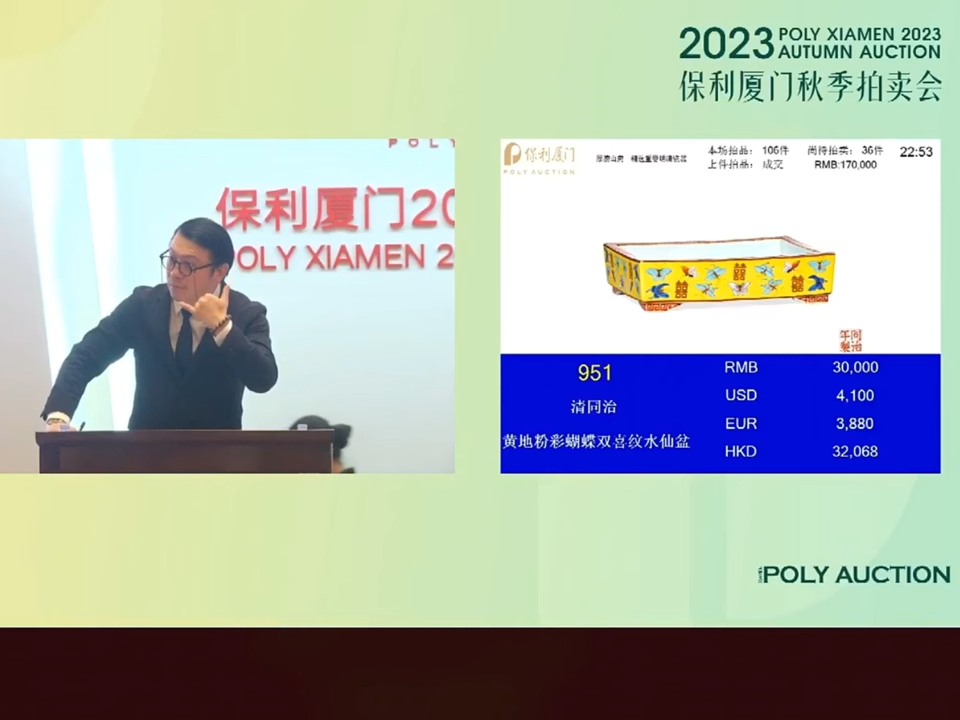 2023 POLY XIAMEN 2023
AUTUMN AUCTION
保利厦门秋季拍卖会
POLY
保利厦门20
POLY XIAMEN 2
保利厦门
POLY AUCTION
本场拍品: 106件 尚待拍卖: 36件 22:53
上件拍品: 成交 RMB:170,000
同治
年製
951
清同治
黄地粉彩蝴蝶双喜纹水仙盆
RMB 30,000
USD 4,100
EUR 3,880
HKD 32,068
POLY AUCTION